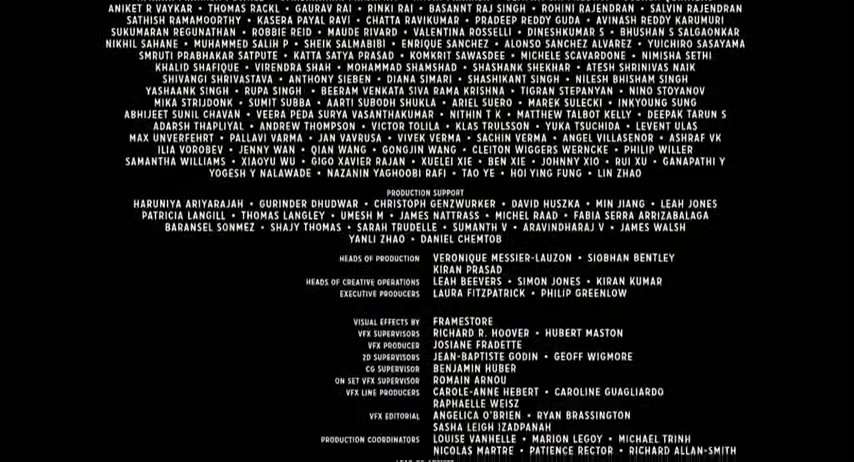 ANIKET R VAYKAR • THOMAS RACKL • GAURAV RAI • RINKI RAI • BASANNT RAJ SINGH • ROHINI RAJENDRAN • SALVIN RAJENDRAN
SATHISH RAMAMOORTHY • KASERA PAYAL RAVI • CHATTA RAVIKUMAR • PRADEEP REDDY GUDA • AVINASH REDDY KARUMURI
SUKUMARAN REGUNATHAN • ROBBIE REID • MAUDE RIVARD • VALENTINA ROSSELLI • DINESHKUMAR S • BHUSHAN S SALGAONKAR
NIKHIL SAHANE • MUHAMMED SALIH P • SHEIK SALMABIBI • ENRIQUE SANCHEZ • ALONSO SANCHEZ ALVAREZ • YUICHIRO SASAYAMA
SMRUTI PRABHAKAR SATPUTE • KATTA SATYA PRASAD • KOMKRIT SAWASDEE • MICHELE SCAVARDONE • NIMISHA SETHI
KHALID SHAFIQUE • VIRENDRA SHAH • MOHAMMAD SHAMSHAD • SHASHANK SHEKHAR • ATESH SHRINIVAS NAIK
SHIVANGI SHRIVASTAVA • ANTHONY SIEBEN • DIANA SIMARI • SHASHIKANT SINGH • NILESH BHISHAM SINGH
YASHAANK SINGH • RUPA SINGH • BEERAM VENKATA SIVA RAMA KRISHNA • TIGRAN STEPANYAN • NINO STOYANOV
MIKA STRIJDONK • SUMIT SUBBA • AARTI SUBODH SHUKLA • ARIEL SUERO • MAREK SULECKI • INKYOUNG SUNG
ABHIJEET SUNIL CHAVAN • VEERA PEDA SURYA VASANTHAKUMAR • NITHIN T K • MATTHEW TALBOT KELLY • DEEPAK TARUN S
ADARSH THAPLIYAL • ANDREW THOMPSON • VICTOR TOLILA • KLAS TRULSSON • YUKA TSUCHIDA • LEVENT ULAS
MAX UNVERFEHRT • PALLAVI VARMA • JAN VAVRUSA • VIVEK VERMA • SACHIN VERMA • ANGEL VILLASENOR • ASHRAF VK
ILIA VOROBEV • JENNY WAN • QIAN WANG • GONGJIN WANG • CLEITON WIGGERS WERNCKE • PHILIP WILLER
SAMANTHA WILLIAMS • XIAOYU WU • GIGO XAVIER RAJAN • XUELEI XIE • BEN XIE • JOHNNY XIO • RUI XU • GANAPATHI Y
YOGESH Y NALAWADE • NAZANIN YAGHOOBI RAFI • TAO YE • HOI YING FUNG • LIN ZHAO
PRODUCTION SUPPORT
HARUNIYA ARIYARAJAH • GURINDER DHUDWAR • CHRISTOPH GENZWURKER • DAVID HUSZKA • MIN JIANG • LEAH JONES
PATRICIA LANGILL • THOMAS LANGLEY • UMESH M • JAMES NATTRASS • MICHEL RAAD • FABIA SERRA ARRIZABALAGA
BARANSEL SONMEZ • SHAJY THOMAS • SARAH TRUDELLE • SUMANTH V • ARAVINDHARAJ V • JAMES WALSH
YANLI ZHAO • DANIEL CHEMTOB
HEADS OF PRODUCTION VERONIQUE MESSIER-LAUZON • SIOBHAN BENTLEY
KIRAN PRASAD
HEADS OF CREATIVE OPERATIONS LEAH BEEVERS • SIMON JONES • KIRAN KUMAR
EXECUTIVE PRODUCERS LAURA FITZPATRICK • PHILIP GREENLOW
VISUAL EFFECTS BY FRAMESTORE
VFX SUPERVISORS RICHARD R. HOOVER • HUBERT MASTON
VFX PRODUCER JOSIANE FRADETTE
2D SUPERVISORS JEAN-BAPTISTE GODIN • GEOFF WIGMORE
CG SUPERVISOR BENJAMIN HUBER
ON SET VFX SUPERVISOR ROMAIN ARNOU
VFX LINE PRODUCERS CAROLE-ANNE HEBERT • CAROLINE GUAGLIARDO
RAPHAELLE WEISZ
VFX EDITORIAL ANGELICA O'BRIEN • RYAN BRASSINGTON
SASHA LEIGH IZADPANAH
PRODUCTION COORDINATORS LOUISE VANHELLE • MARION LEGOY • MICHAEL TRINH
NICOLAS MARTRE • PATIENCE RECTOR • RICHARD ALLAN-SMITH